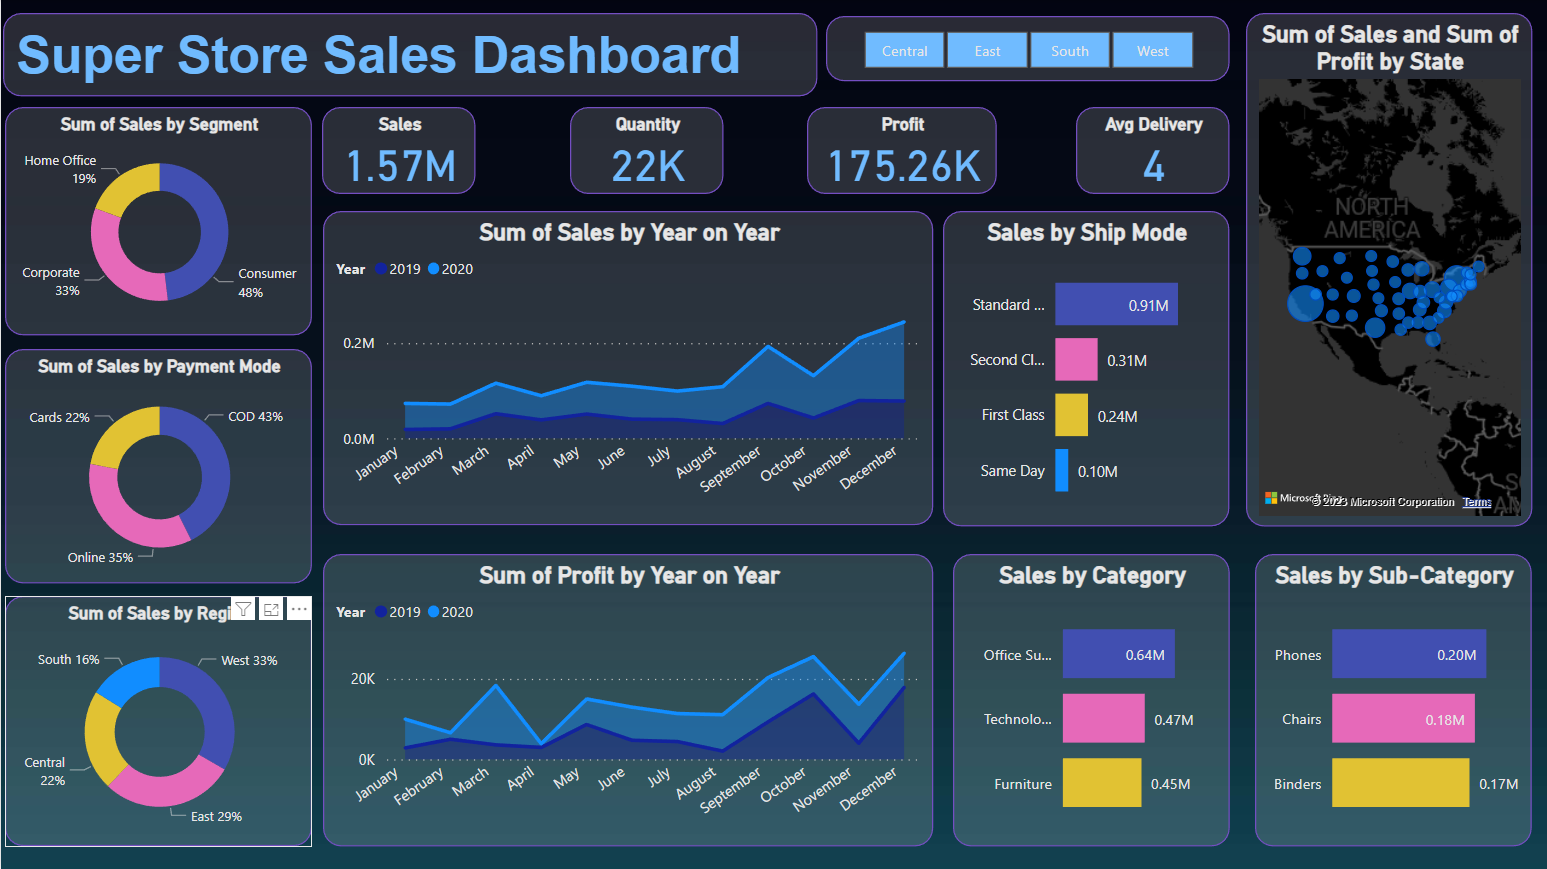 Super Store Sales Dashboard
Central
East
South
West
Sum of Sales and Sum of
Profit by State
Sum of Sales by Segment
Home Office
19%
Corporate
33%
Consumer
48%
Sales
1.57M
Quantity
22K
Profit
175.26K
Avg Delivery
4
Sum of Sales by Year on Year
Year
2019
2020
0.2M
0.0M
January
February
March
April
May
June
July
August
September
October
November
December
Sales by Ship Mode
Standard ...
0.91M
Second Cl...
0.31M
First Class
0.24M
Same Day
0.10M
NORTH
AMERICA
© 2023 Microsoft Corporation
Terms
Sum of Sales by Payment Mode
Cards 22%
COD 43%
Online 35%
Sum of Sales by Regi
South 16%
West 33%
Central
22%
East 29%
Sum of Profit by Year on Year
Year
2019
2020
20K
0K
January
February
March
April
May
June
July
August
September
October
November
December
Sales by Category
Office Su...
0.64M
Technolo...
0.47M
Furniture
0.45M
Sales by Sub-Category
Phones
0.20M
Chairs
0.18M
Binders
0.17M